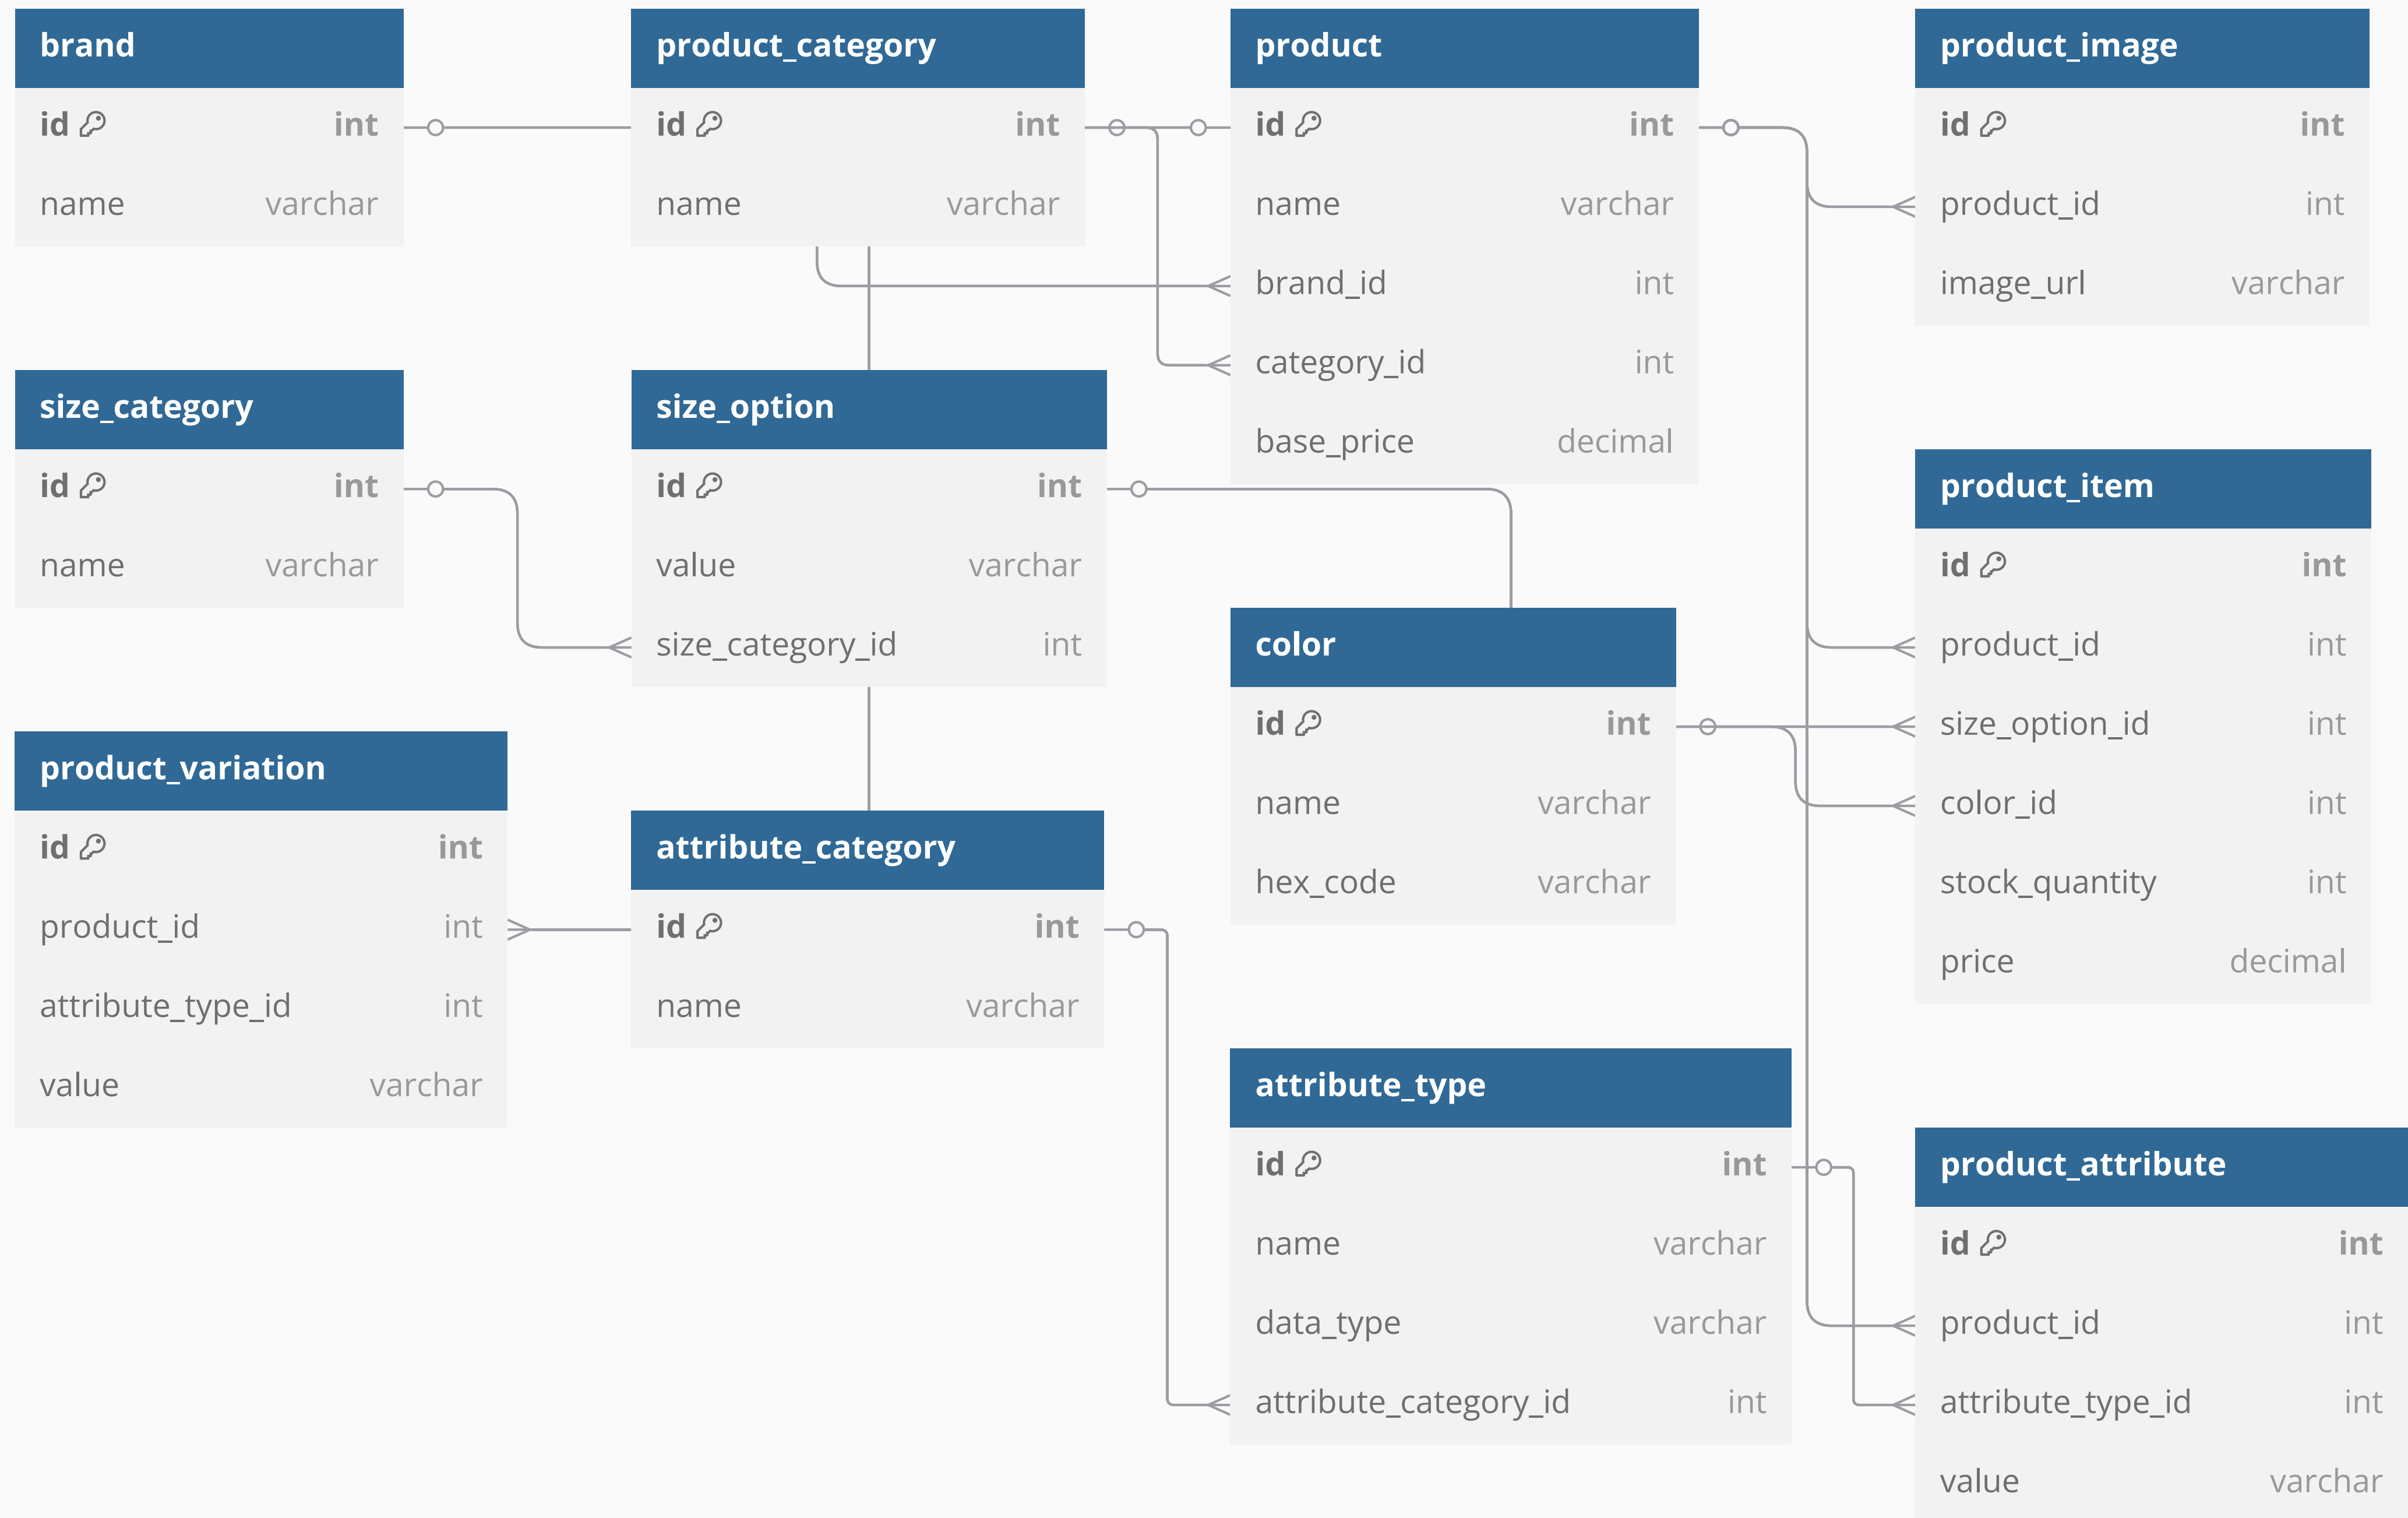 brand
id int
name varchar
product_category
id int
name varchar
product
id int
name varchar
brand_id int
category_id int
base_price decimal
product_image
id int
product_id int
image_url varchar
size_category
id int
name varchar
size_option
id int
value varchar
size_category_id int
product_item
id int
product_id int
size_option_id int
color_id int
stock_quantity int
price decimal
color
id int
name varchar
hex_code varchar
product_variation
id int
product_id int
attribute_type_id int
value varchar
attribute_category
id int
name varchar
attribute_type
id int
name varchar
data_type varchar
attribute_category_id int
product_attribute
id int
product_id int
attribute_type_id int
value varchar